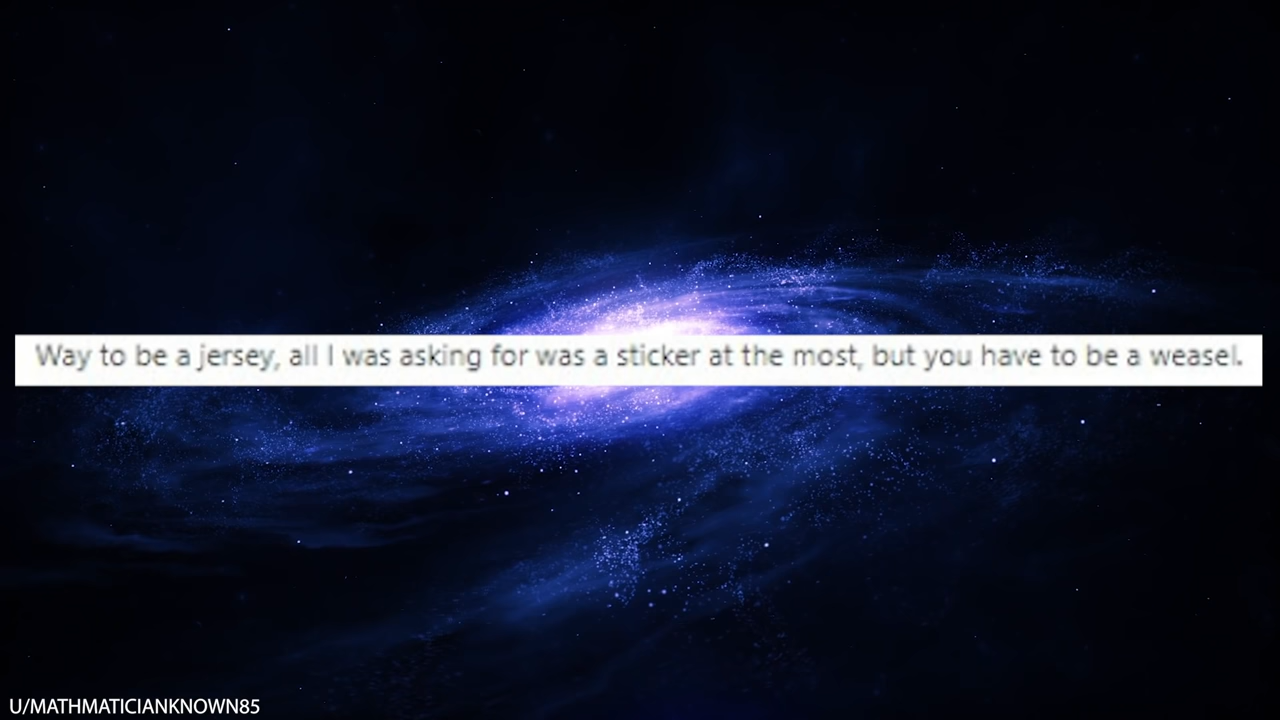 Way to be a jersey, all I was asking for was a sticker at the most, but you have to be a weasel.
U/MATHMATICIANKNOWN85